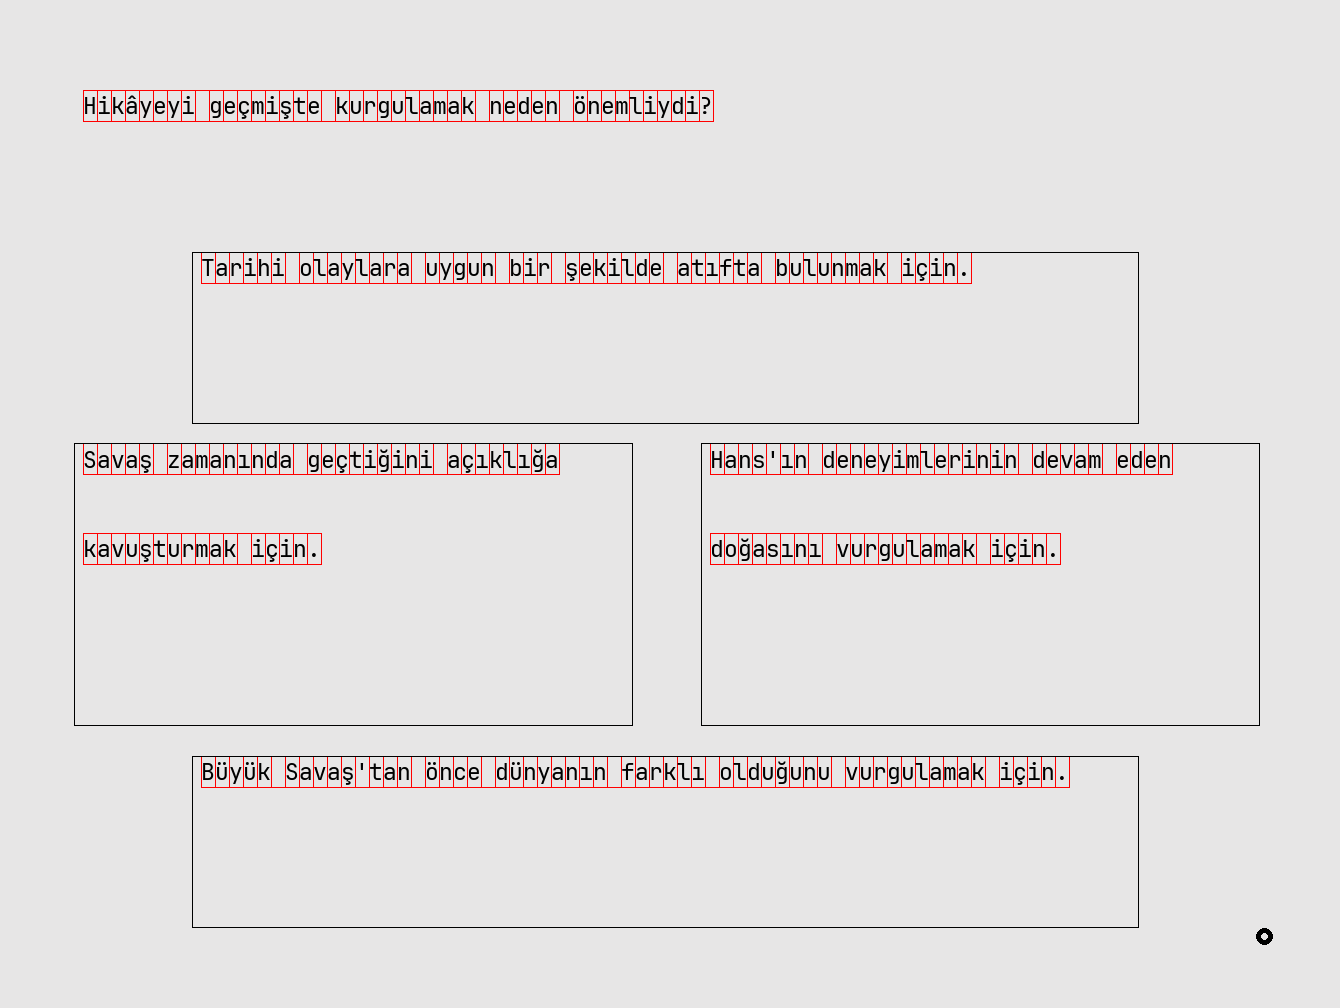 Hikâyeyi geçmişte kurgulamak neden önemliydi?
Tarihi olaylara uygun bir şekilde atıfta bulunmak için.
Savaş zamanında geçtiğini açıklığa
kavuşturmak için.
Hans'ın deneyimlerinin devam eden
doğasını vurgulamak için.
Büyük Savaş'tan önce dünyanın farklı olduğunu vurgulamak için.